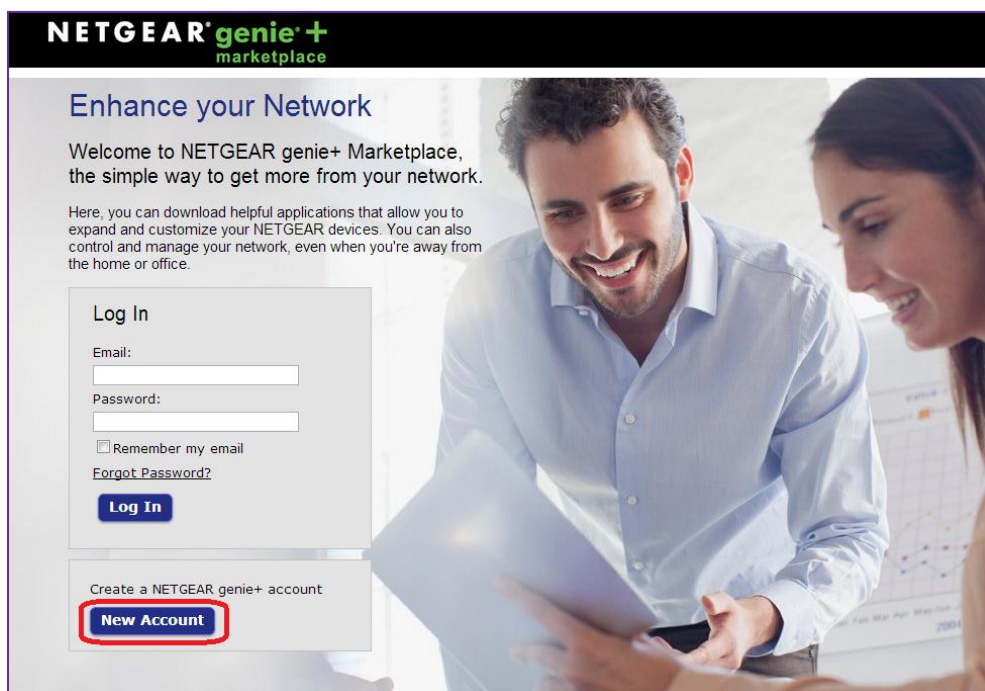 NETGEAR® genie®+
marketplace
Enhance your Network
Welcome to NETGEAR genie+ Marketplace,
the simple way to get more from your network.
Here, you can download helpful applications that allow you to
expand and customize your NETGEAR devices. You can also
control and manage your network, even when you're away from
the home or office.
Log In
Email:
Password:
Remember my email
Forgot Password?
Log In
Create a NETGEAR genie+ account
New Account
2004